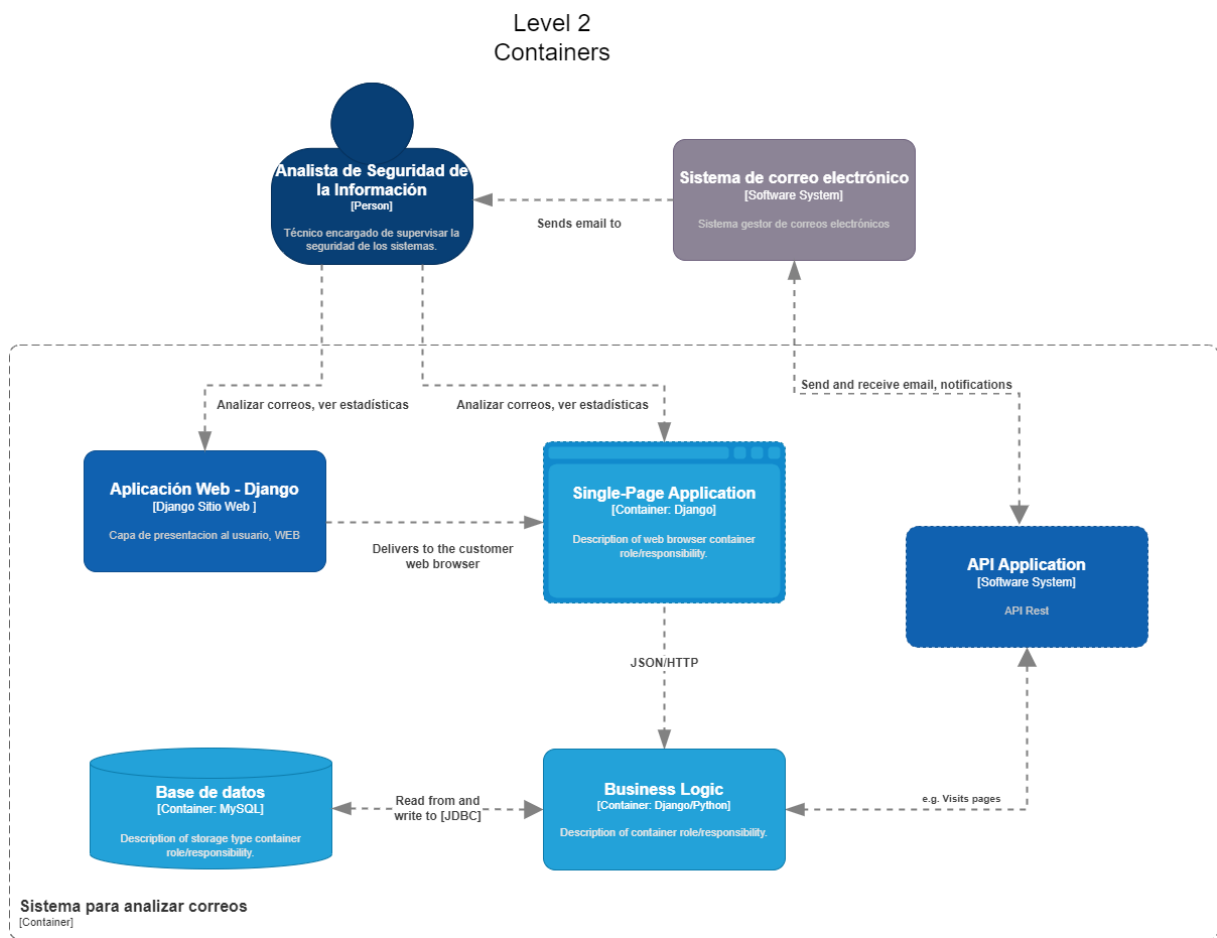 Level 2
Containers
Analista de Seguridad de
la Información
[Person]
Técnico encargado de supervisar la
seguridad de los sistemas.
Sistema de correo electrónico
[Software System]
Sistema gestor de correos electrónicos
Sends email to
Send and receive email, notifications
Analizar correos, ver estadísticas
Analizar correos, ver estadísticas
Aplicación Web - Django
[Django Sitio Web ]
Capa de presentacion al usuario, WEB
Delivers to the customer
web browser
Single-Page Application
[Container: Django]
Description of web browser container
role/responsibility.
API Application
[Software System]
API Rest
JSON/HTTP
Base de datos
[Container: MySQL]
Description of storage type container
role/responsibility.
Read from and
write to [JDBC]
Business Logic
[Container: Django/Python]
Description of container role/responsibility.
e.g. Visits pages
Sistema para analizar correos
[Container]